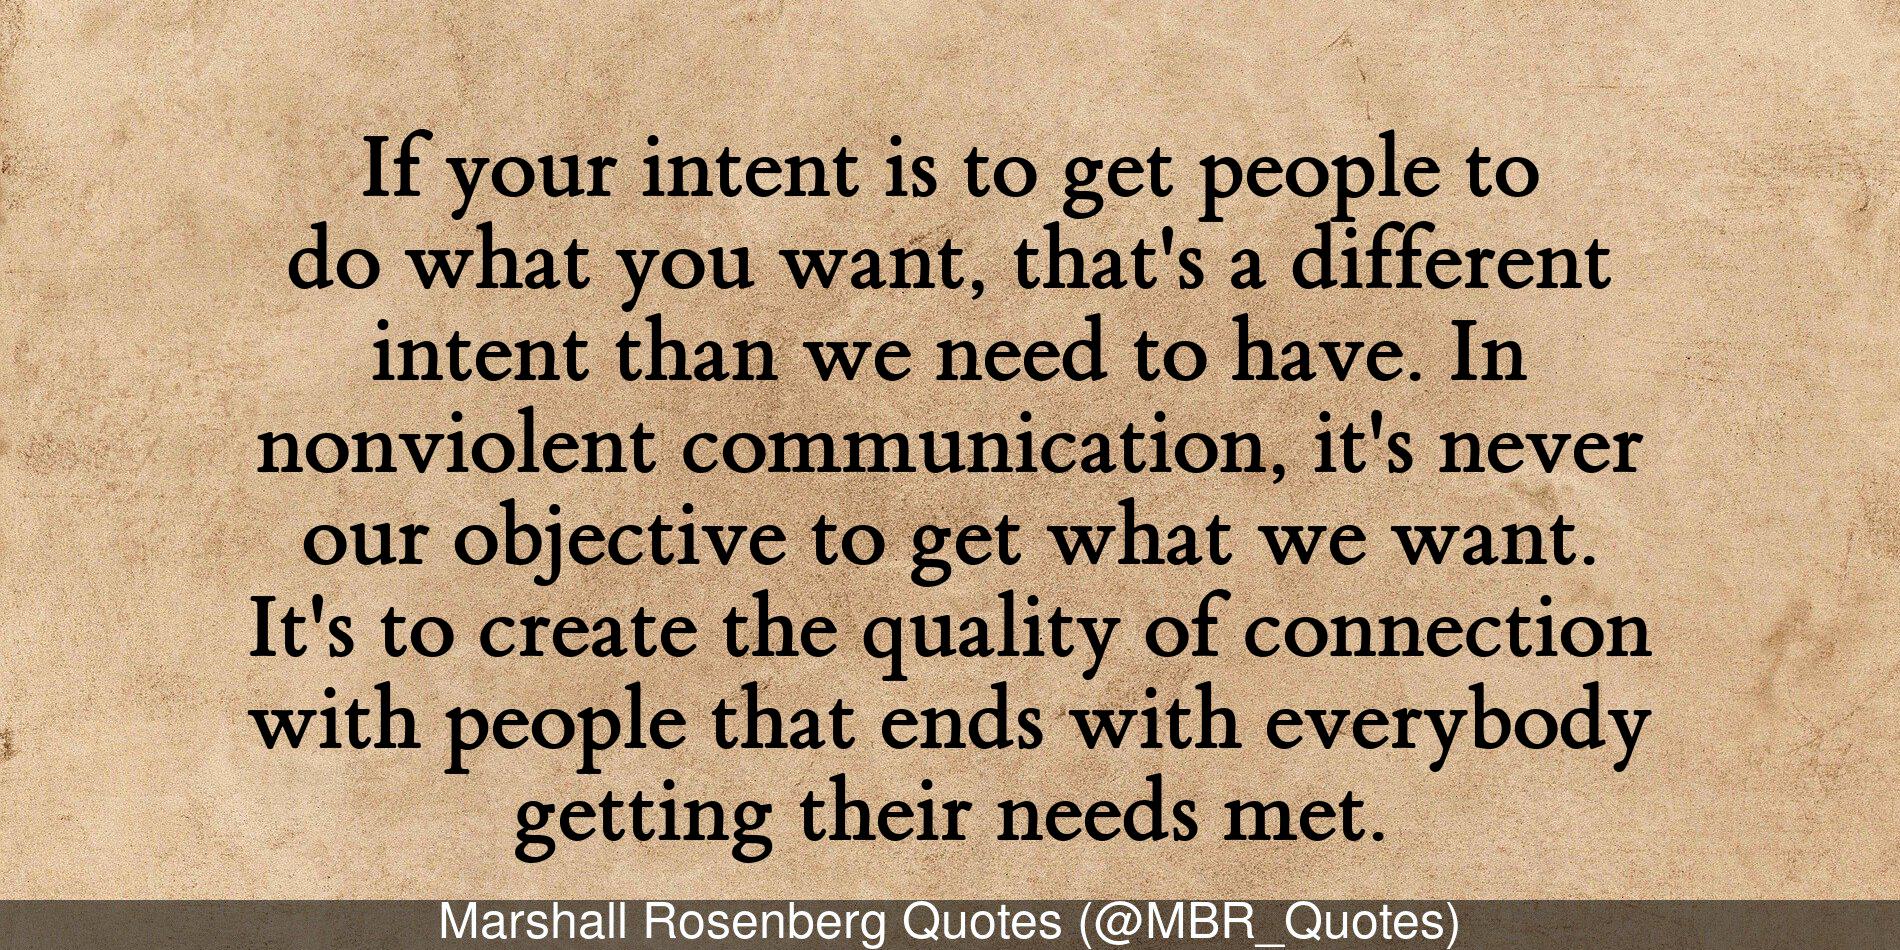 If your intent is to get people to
do what you want, that's a different
intent than we need to have. In
nonviolent communication, it's never
our objective to get what we want.
It's to create the quality of connection
with people that ends with everybody
getting their needs met.
Marshall Rosenberg Quotes (@MBR_Quotes)